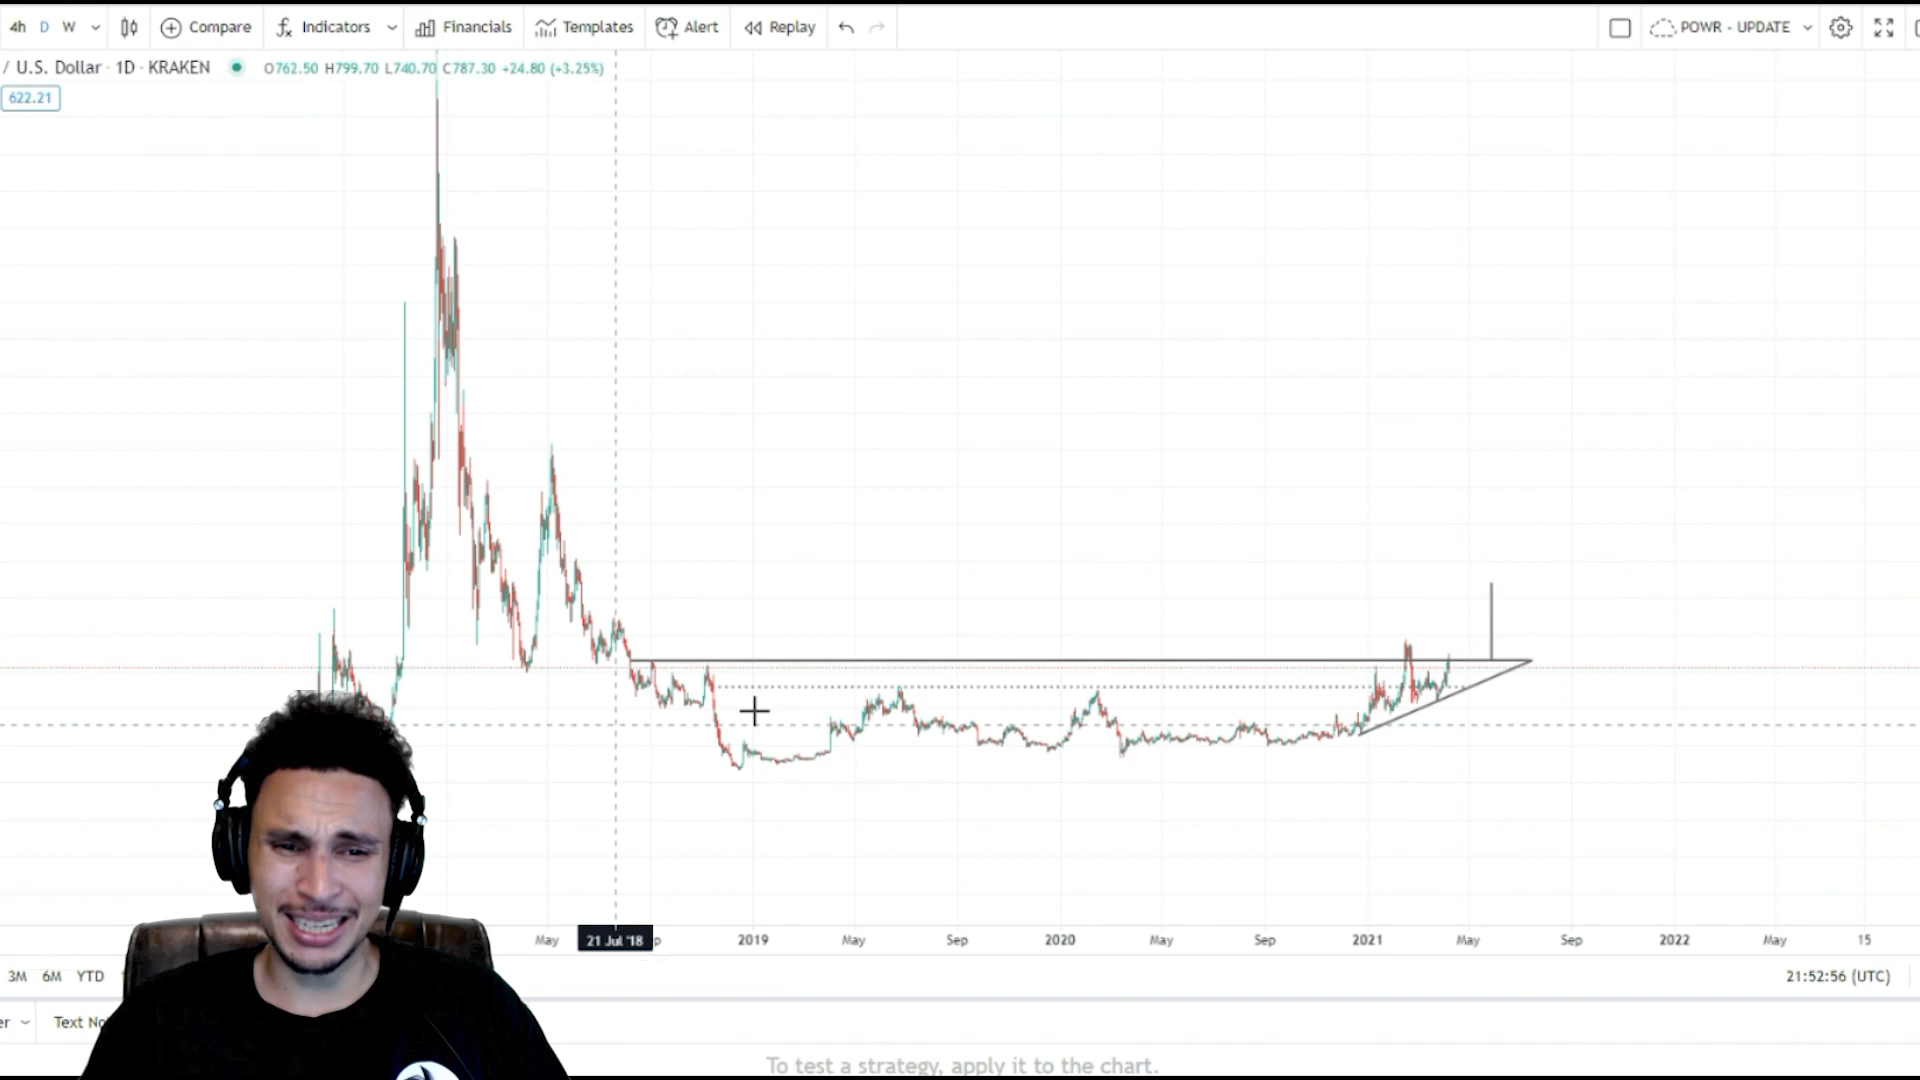 4h D W Compare Indicators Financials Templates Alert Replay POWR - UPDATE
/ U.S. Dollar · 1D · KRAKEN O762.50 H799.70 L740.70 C787.30 +24.80 (+3.25%)
622.21
May 21 Jul '18 p 2019 May Sep 2020 May Sep 2021 May Sep 2022 May 15
3M 6M YTD 21:52:56 (UTC)
er Text No
To test a strategy, apply it to the chart.